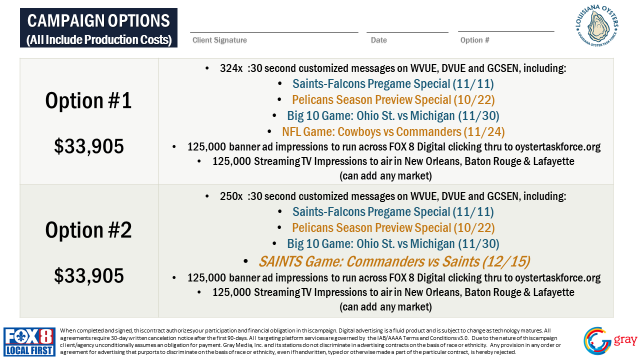 CAMPAIGN OPTIONS
(All Include Production Costs)
Client Signature
Date
Option #
LOUISIANA OYSTERS
Option #1
$33,905
• 324x :30 second customized messages on WVUE, DVUE and GCSEN, including:
• Saints-Falcons Pregame Special (11/11)
• Pelicans Season Preview Special (10/22)
• Big 10 Game: Ohio St. vs Michigan (11/30)
• NFL Game: Cowboys vs Commanders (11/24)
• 125,000 banner ad impressions to run across FOX 8 Digital clicking thru to oystertaskforce.org
• 125,000 Streaming TV Impressions to air in New Orleans, Baton Rouge & Lafayette
(can add any market)
Option #2
$33,905
• 250x :30 second customized messages on WVUE, DVUE and GCSEN, including:
• Saints-Falcons Pregame Special (11/11)
• Pelicans Season Preview Special (10/22)
• Big 10 Game: Ohio St. vs Michigan (11/30)
• SAINTS Game: Commanders vs Saints (12/15)
• 125,000 banner ad impressions to run across FOX 8 Digital clicking thru to oystertaskforce.org
• 125,000 Streaming TV Impressions to air in New Orleans, Baton Rouge & Lafayette
(can add any market)
FOX 8
LOCAL FIRST
When completed and signed, this contract authorizes your participation and financial obligation in this campaign. Digital advertising is a fluid product and is subject to change as technology matures. All
agreements require 30-day written cancelation notice after the first 90-days. All targeting platform services are governed by the IAB/AAAA Terms and Conditions v3.0. Due to the nature of this campaign
client/agency unconditionally assumes an obligation for payment. Gray Media, Inc. and its stations do not discriminate in advertising contracts on the basis of race or ethnicity. Any provision in any order or
agreement for advertising that purports to discriminate on the basis of race or ethnicity, even if handwritten, typed or otherwise made a part of the particular contract, is hereby rejected.
gray